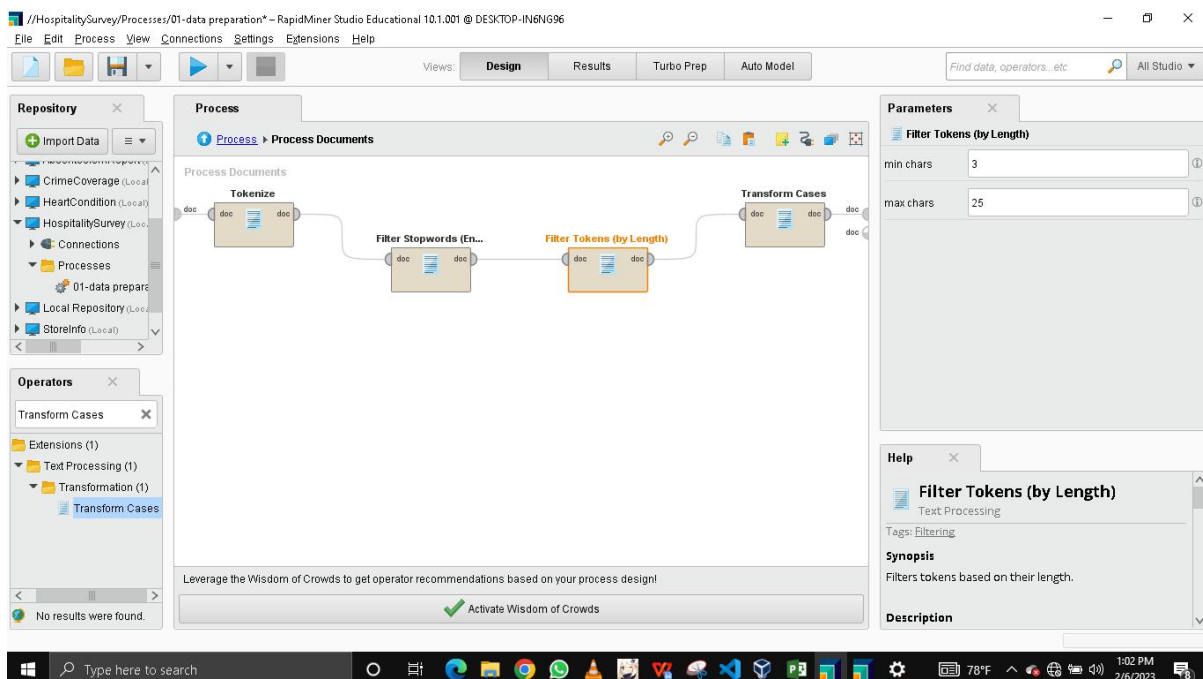 //HospitalitySurvey/Processes/01-data preparation* – RapidMiner Studio Educational 10.1.001 @ DESKTOP-IN6NG96
File Edit Process View Connections Settings Extensions Help
Views: Design Results Turbo Prep Auto Model
Find data, operators...etc
All Studio
Repository
Import Data
CrimeCoverage (Local
HeartCondition (Local)
HospitalitySurvey (Loc.
Connections
Processes
01-data prepara
Local Repository (Loca
StoreInfo (Local)
Operators
Transform Cases
Extensions (1)
Text Processing (1)
Transformation (1)
Transform Cases
No results were found.
Process
Process Process Documents
Process Documents
Tokenize
doc doc doc
Filter Stopwords (En...
doc doc
Filter Tokens (by Length)
doc doc
Transform Cases
doc doc doc
doc
Leverage the Wisdom of Crowds to get operator recommendations based on your process design!
Activate Wisdom of Crowds
Parameters
Filter Tokens (by Length)
min chars 3
max chars 25
Help
Filter Tokens (by Length)
Text Processing
Tags: Filtering
Synopsis
Filters tokens based on their length.
Description
Type here to search
78°F
1:02 PM
2/6/2023